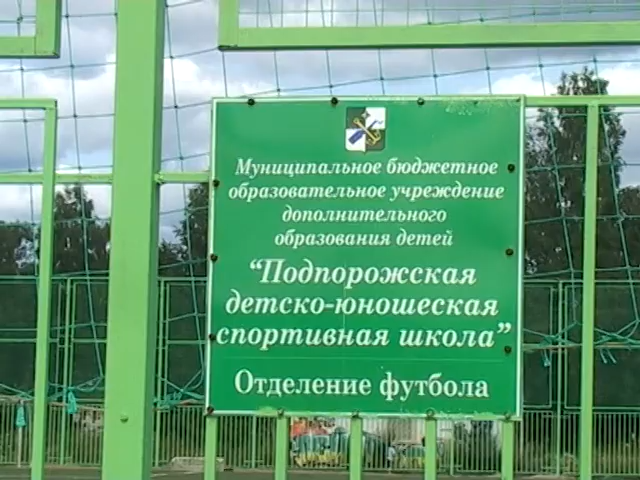 Муниципальное бюджетное
образовательное учреждение
дополнительного
образования детей
“Подпорожская
детско-юношеская
спортивная школа”
Отделение футбола